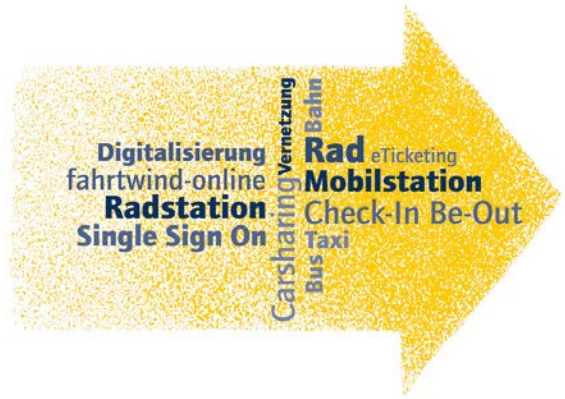 Digitalisierung
fahrtwind-online
Radstation
Single Sign On
Carsharing
Vernetzung
Bus
Bahn
Rad eTicketing
Mobilstation
Check-In Be-Out
Taxi